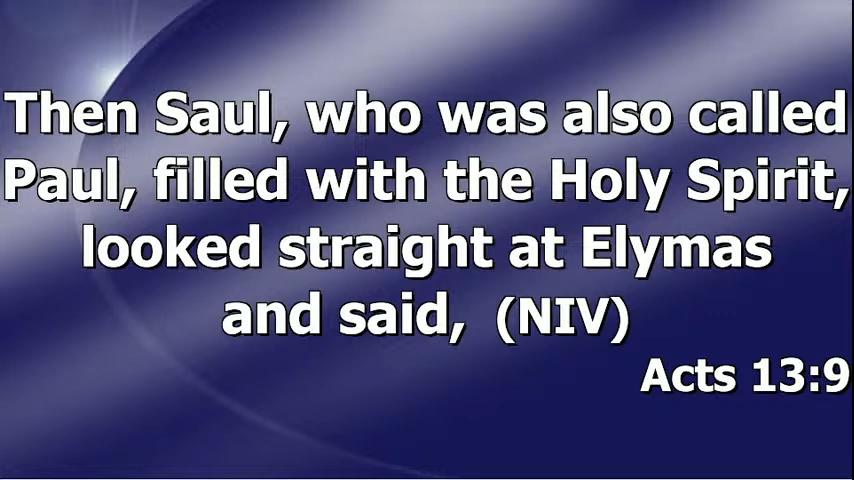 Then Saul, who was also called
Paul, filled with the Holy Spirit,
looked straight at Elymas
and said, (NIV)
Acts 13:9